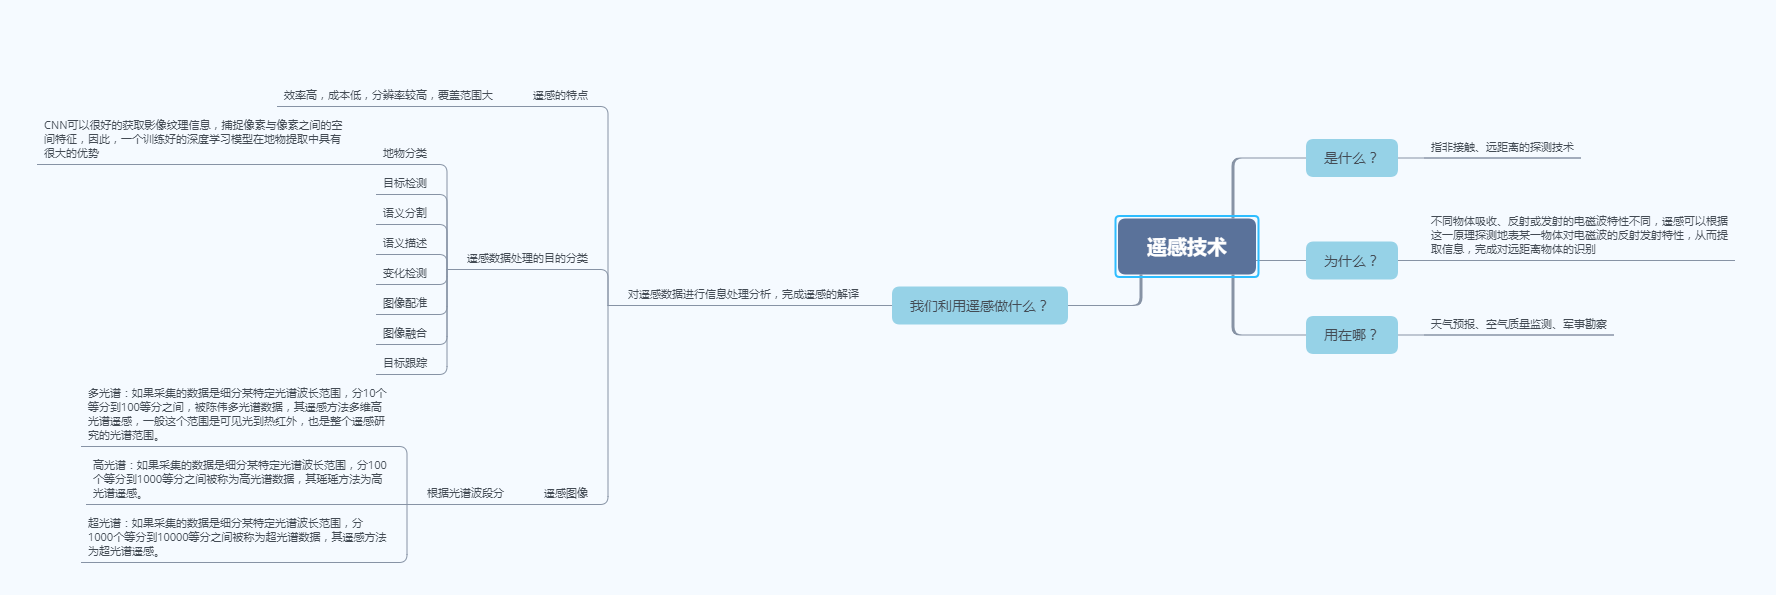 遥感技术
是什么？
指非接触、远距离的探测技术
为什么？
不同物体吸收、反射或发射的电磁波特性不同，遥感可以根据
这一原理探测地表某一物体对电磁波的反射发射特性，从而提
取信息，完成对远距离物体的识别
用在哪？
天气预报、空气质量监测、军事勘察
我们利用遥感做什么？
对遥感数据进行信息处理分析，完成遥感的解译
遥感的特点
效率高，成本低，分辨率较高，覆盖范围大
遥感数据处理的目的分类
地物分类
CNN可以很好的获取影像纹理信息，捕捉像素与像素之间的空
间特征，因此，一个训练好的深度学习模型在地物提取中具有
很大的优势
目标检测
语义分割
语义描述
变化检测
图像配准
图像融合
目标跟踪
遥感图像
根据光谱波段分
多光谱：如果采集的数据是细分某特定光谱波长范围，分10个
等分到100等分之间，被陈伟多光谱数据，其遥感方法多维高
光谱遥感，一般这个范围是可见光到热红外，也是整个遥感研
究的光谱范围。
高光谱：如果采集的数据是细分某特定光谱波长范围，分100
个等分到1000等分之间被称为高光谱数据，其瑶瑶方法为高
光谱遥感。
超光谱：如果采集的数据是细分某特定光谱波长范围，分
1000个等分到10000等分之间被称为超光谱数据，其遥感方法
为超光谱遥感。